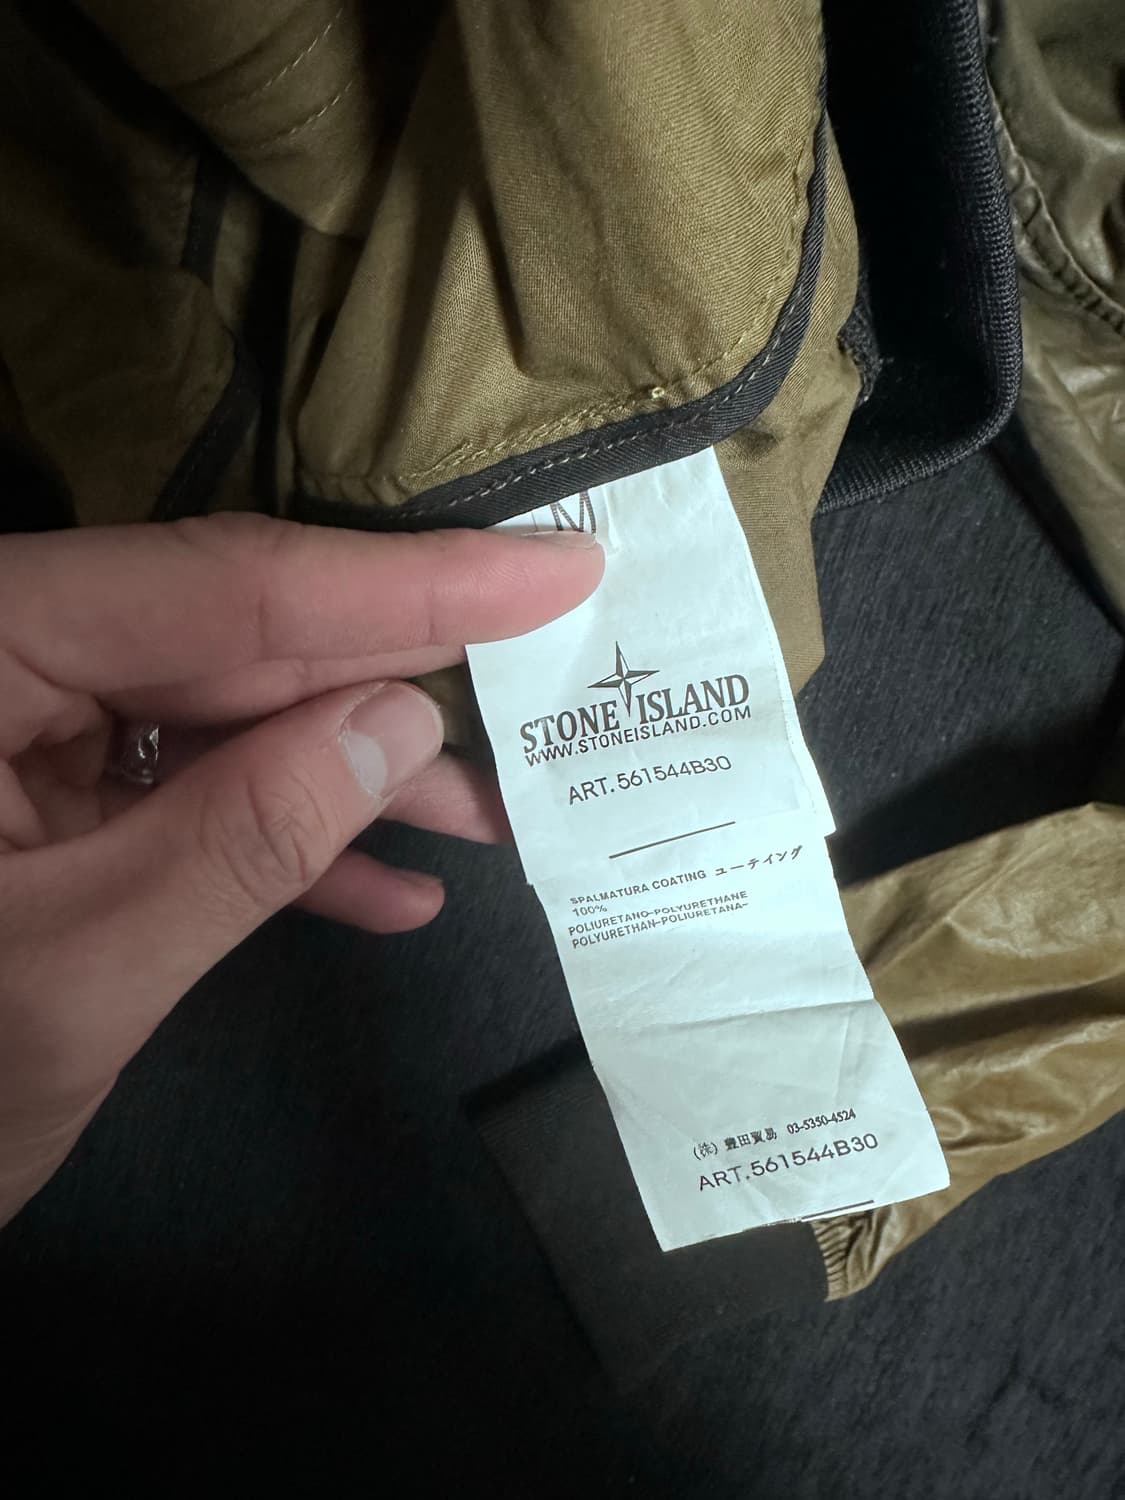 M
STONE ISLAND
WWW.STONEISLAND.COM
ART.561544B30
SPALMATURA COATING コーティング
100%
POLIURETANO-POLYURETHANE
POLYURETHAN-POLIURETANA-
(株) 豊田貿易 03-5350-4524
ART.561544B30